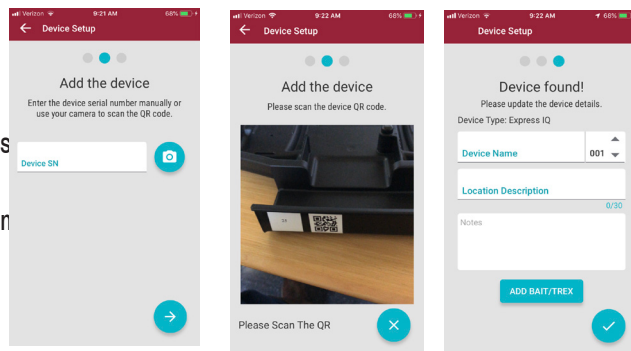 Verizon 9:21 AM 68%
Device Setup
Add the device
Enter the device serial number manually or
use your camera to scan the QR code.
s
Device SN
n
Verizon 9:22 AM 68%
Device Setup
Add the device
Please scan the device QR code.
Please Scan The QR
Verizon 9:22 AM 68%
Device Setup
Device found!
Please update the device details.
Device Type: Express IQ
Device Name 001
Location Description
0/30
Notes
ADD BAIT/TREX